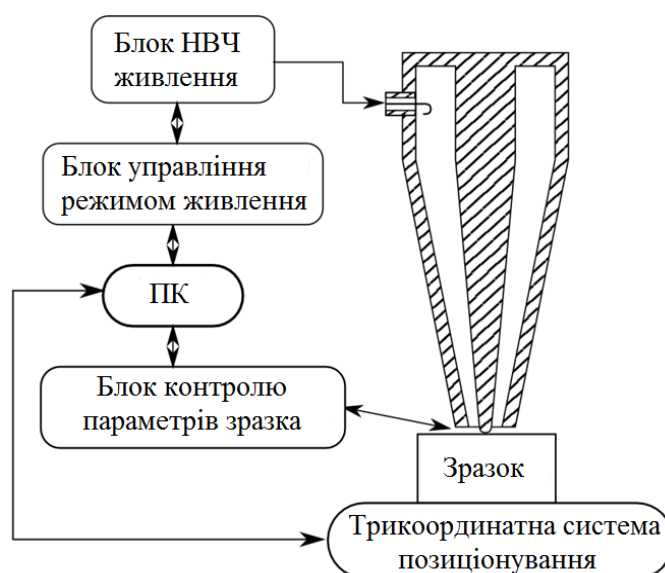 Блок НВЧ
живлення
Блок управління
режимом живлення
ПК
Блок контролю
параметрів зразка
Зразок
Трикоординатна система
позиціонування